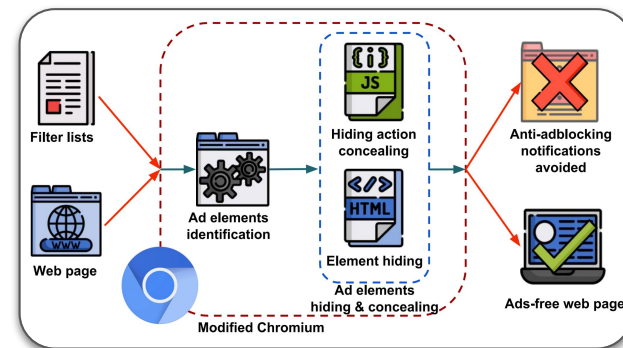 Filter lists
Web page
WWW
Ad elements
identification
Modified Chromium
{i}
JS
Hiding action
concealing
</>
HTML
Element hiding
Ad elements
hiding & concealing
Anti-adblocking
notifications
avoided
Ads-free web page